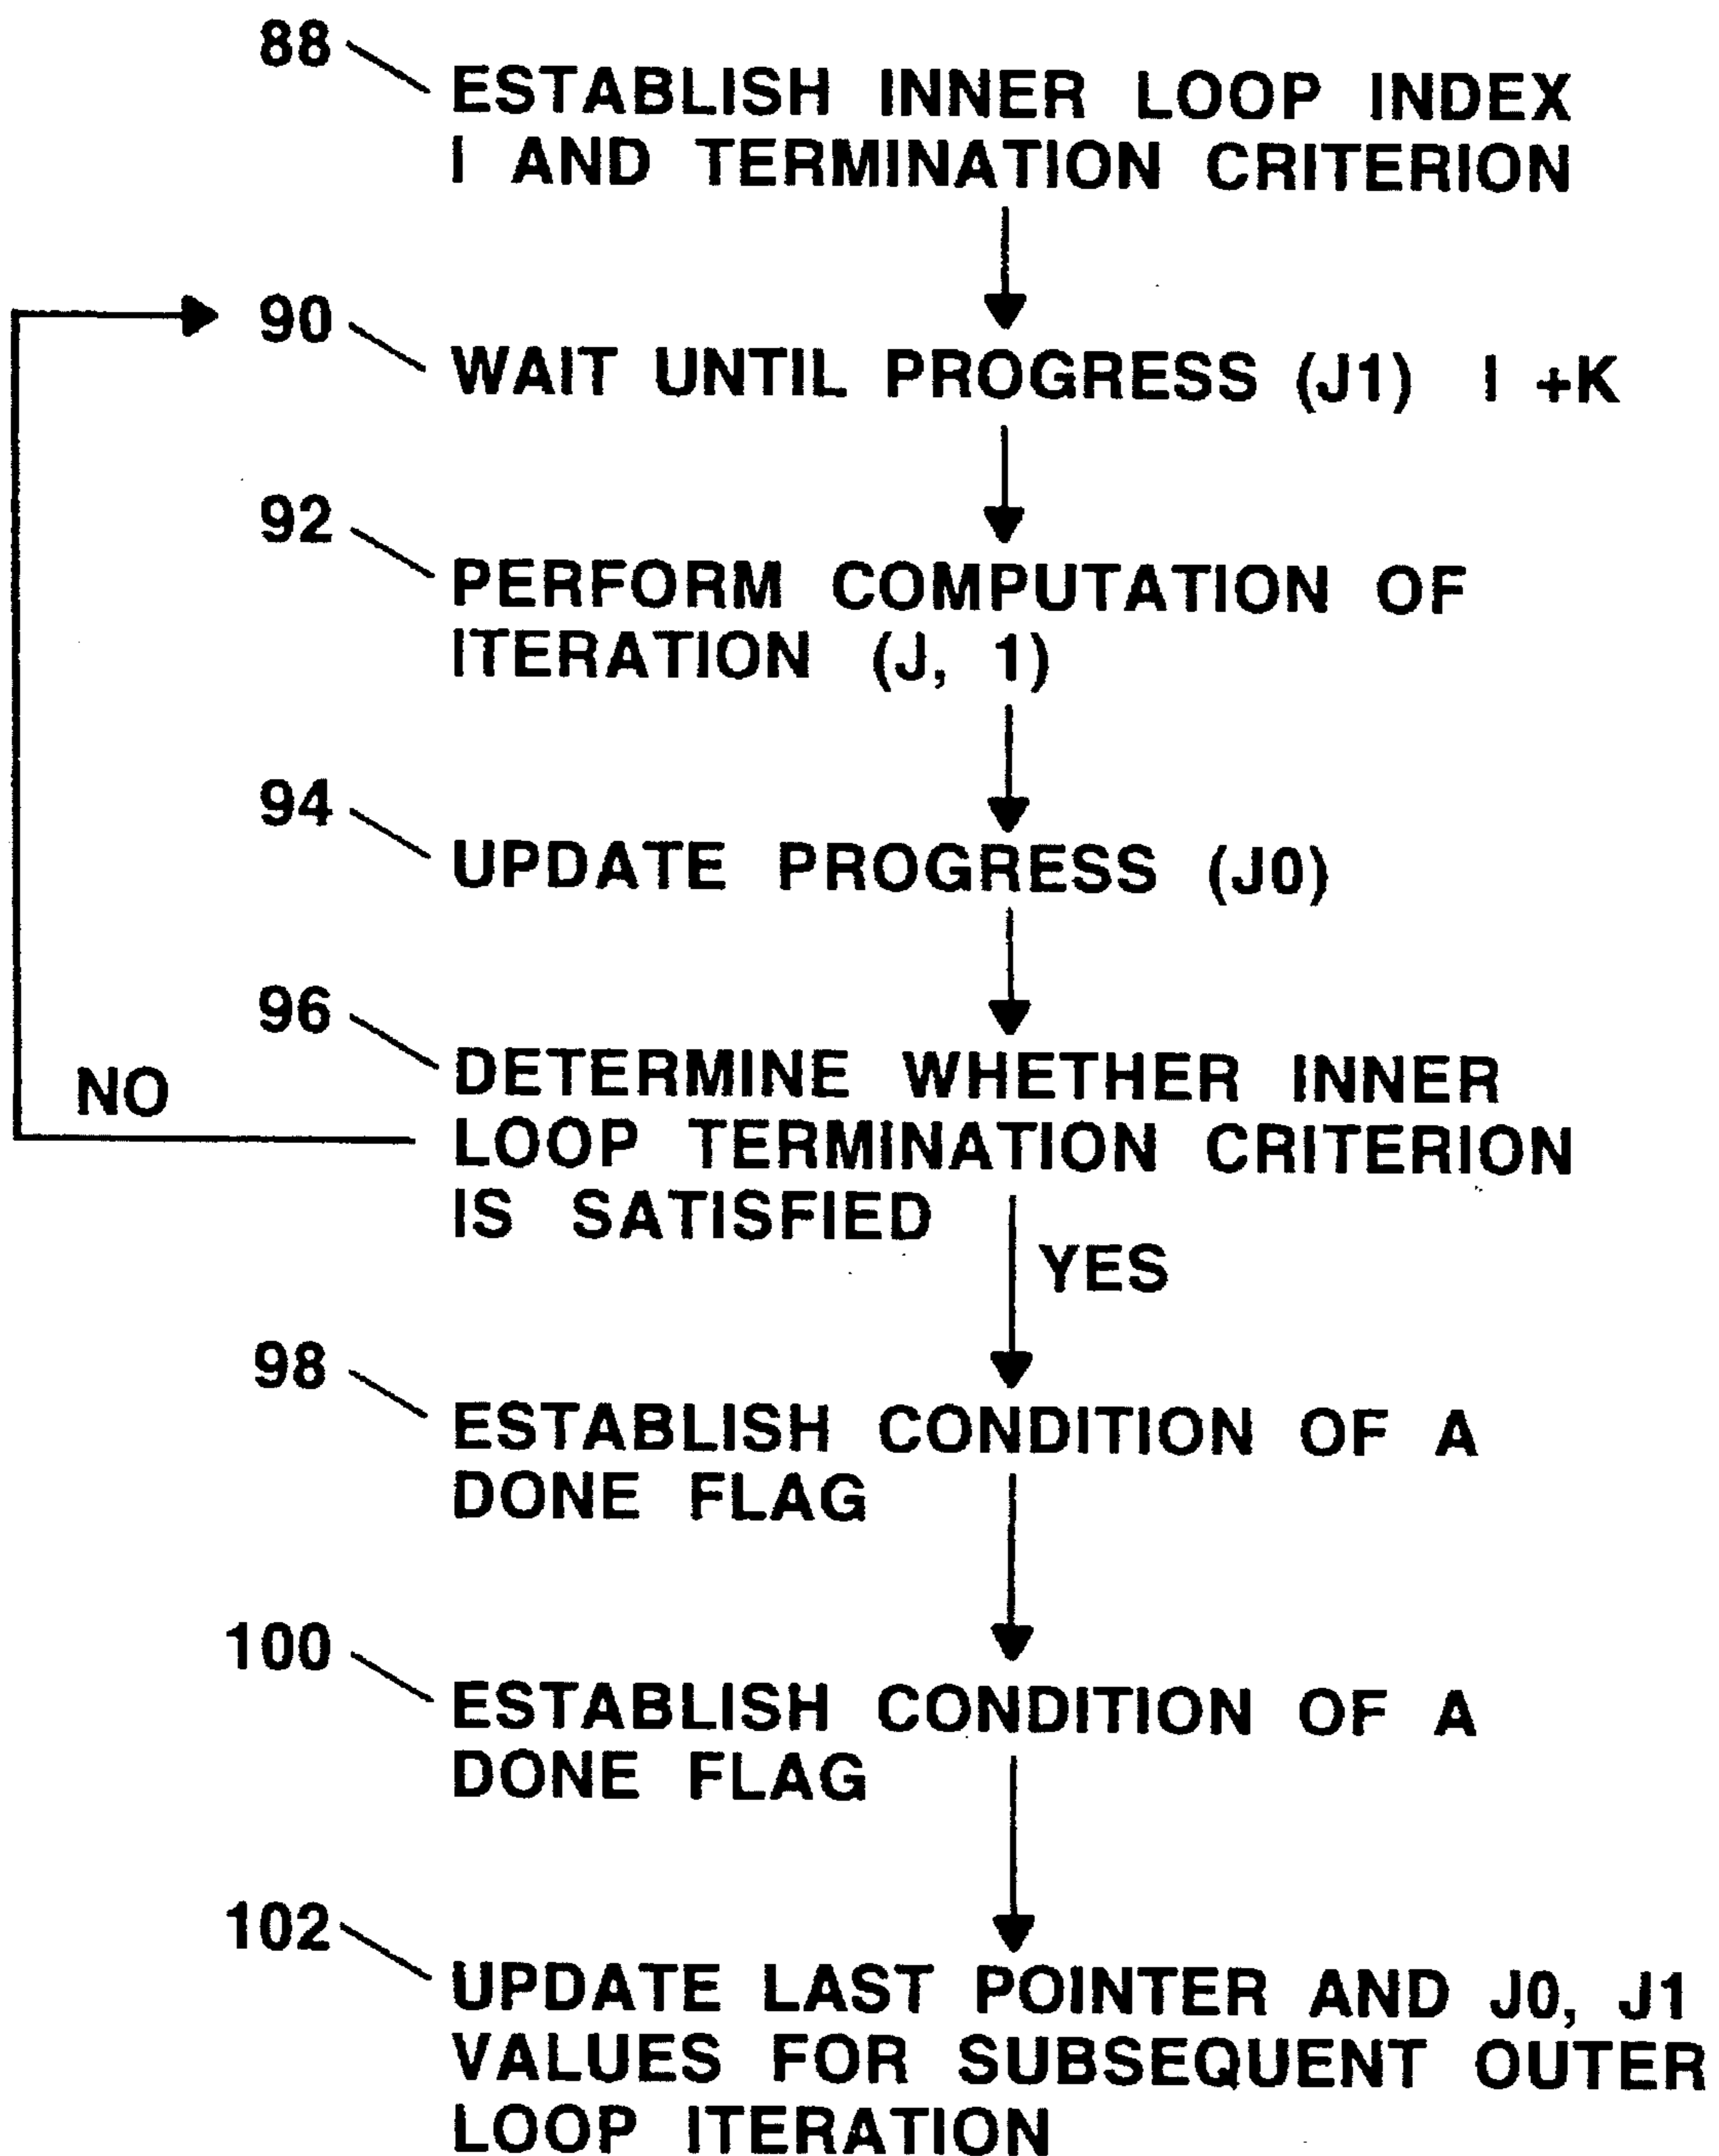 88
ESTABLISH INNER LOOP INDEX
I AND TERMINATION CRITERION
90
WAIT UNTIL PROGRESS (J1) I +K
92
PERFORM COMPUTATION OF
ITERATION (J, 1)
94
UPDATE PROGRESS (J0)
96
NO
DETERMINE WHETHER INNER
LOOP TERMINATION CRITERION
IS SATISFIED
YES
98
ESTABLISH CONDITION OF A
DONE FLAG
100
ESTABLISH CONDITION OF A
DONE FLAG
102
UPDATE LAST POINTER AND J0, J1
VALUES FOR SUBSEQUENT OUTER
LOOP ITERATION